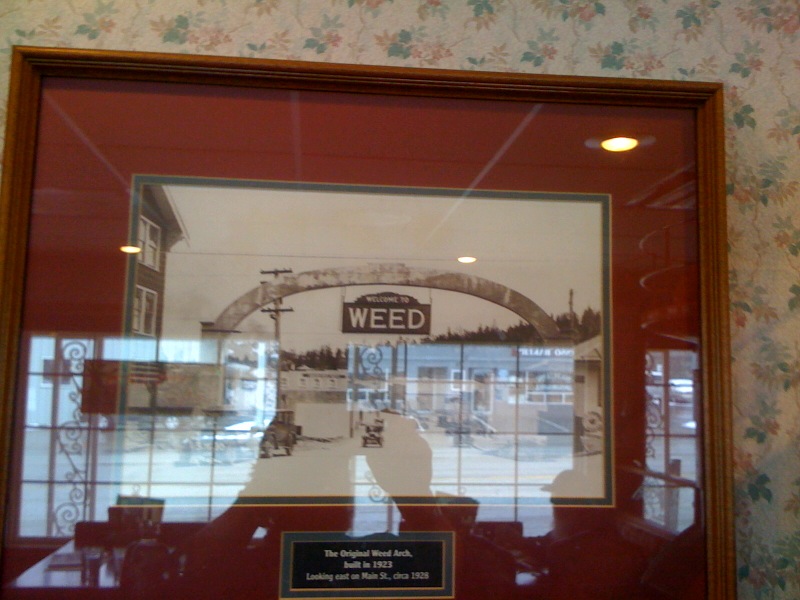 WELCOME TO
WEED
The Original Weed Arch,
built in 1923
Looking east on Main St., circa 1928